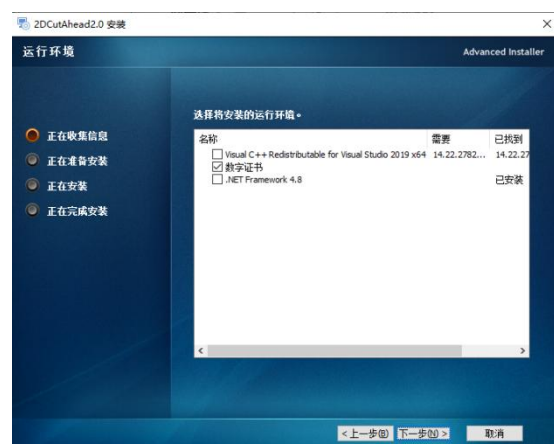 2DCutAhead2.0 安装
运行环境
Advanced Installer
选择将安装的运行环境。
正在收集信息
正在准备安装
正在安装
正在完成安装
名称 需要 已找到
Visual C++ Redistributable for Visual Studio 2019 x64 14.22.2782... 14.22.27
数字证书
.NET Framework 4.8 已安装
<上一步(B) 下一步(N)> 取消